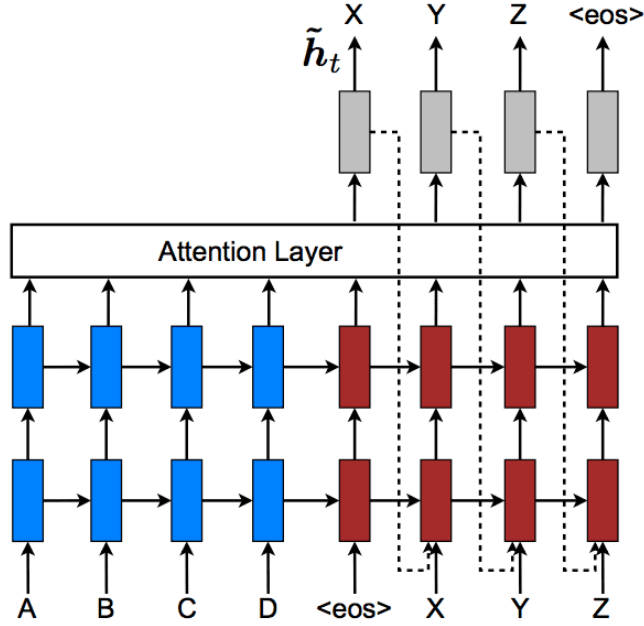 X Y Z <eos>
h̃t
Attention Layer
A B C D <eos> X Y Z